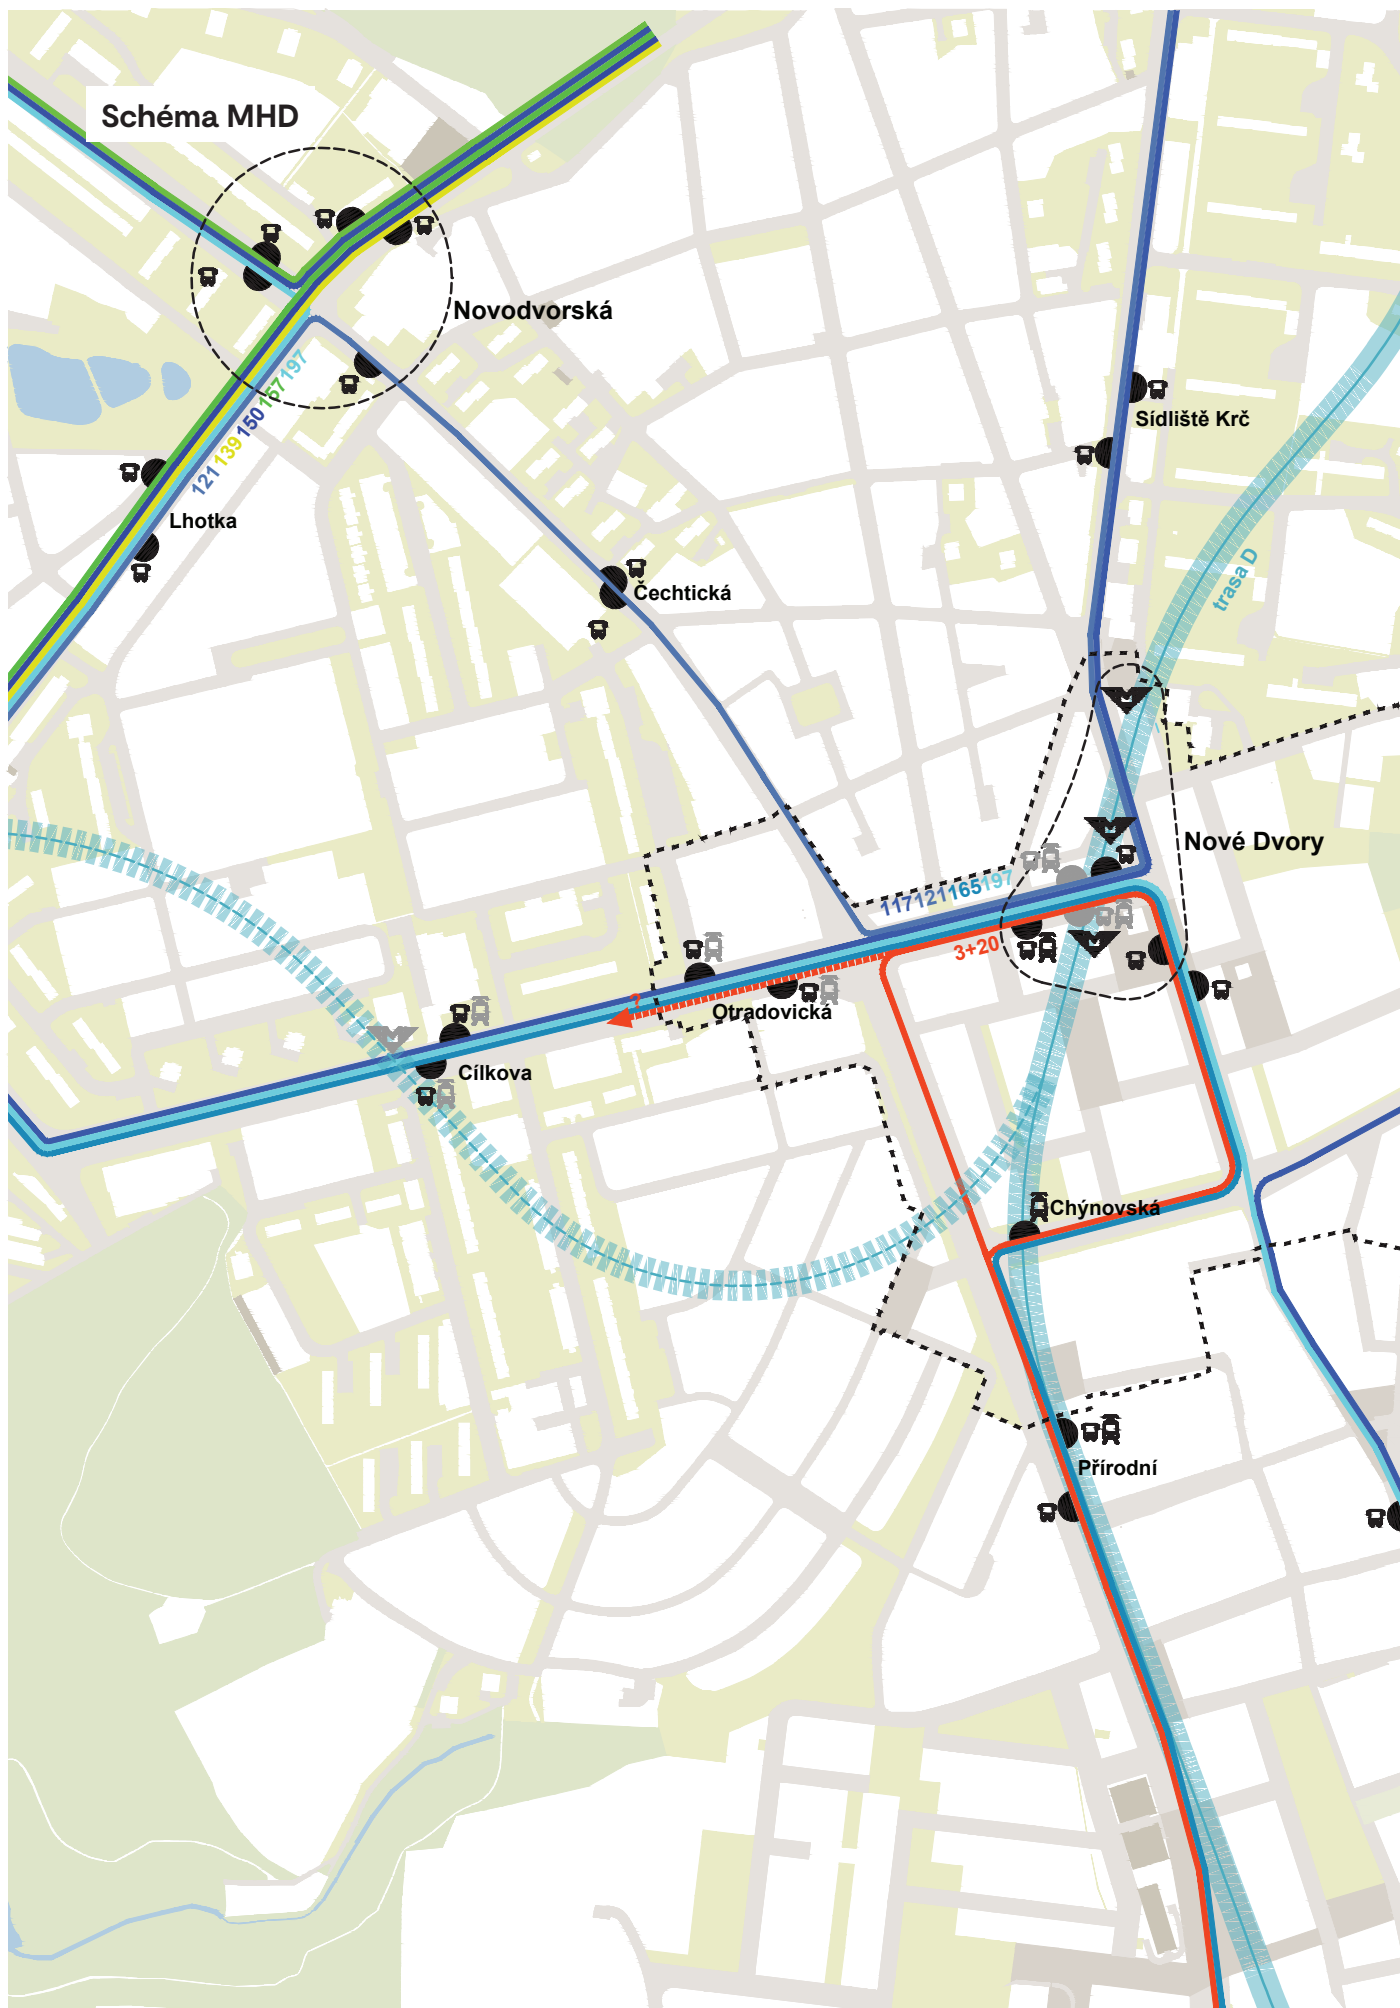 Schéma MHD
Novodvorská
121 139 150 157 197
Sídliště Krč
Lhotka
trasa D
Čechtická
Nové Dvory
117 121 165 197
3+20
?
Otradovická
Cílkova
Chýnovská
Přírodní